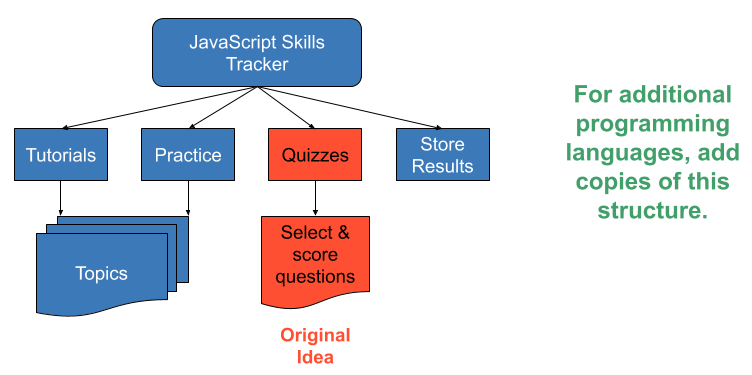 JavaScript Skills
Tracker
Tutorials
Practice
Quizzes
Store
Results
Topics
Select &
score
questions
Original
Idea
For additional
programming
languages, add
copies of this
structure.